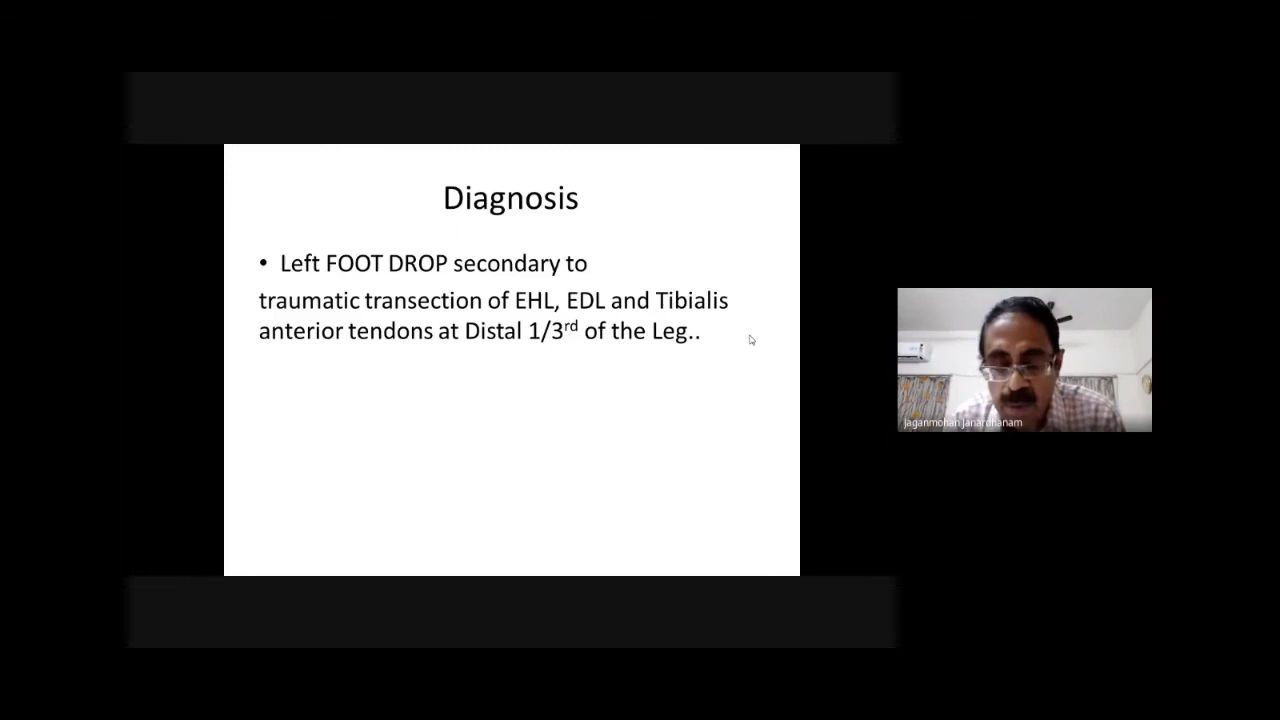 Diagnosis
• Left FOOT DROP secondary to
traumatic transection of EHL, EDL and Tibialis
anterior tendons at Distal 1/3rd of the Leg..
Jaganmohan Janardhanam